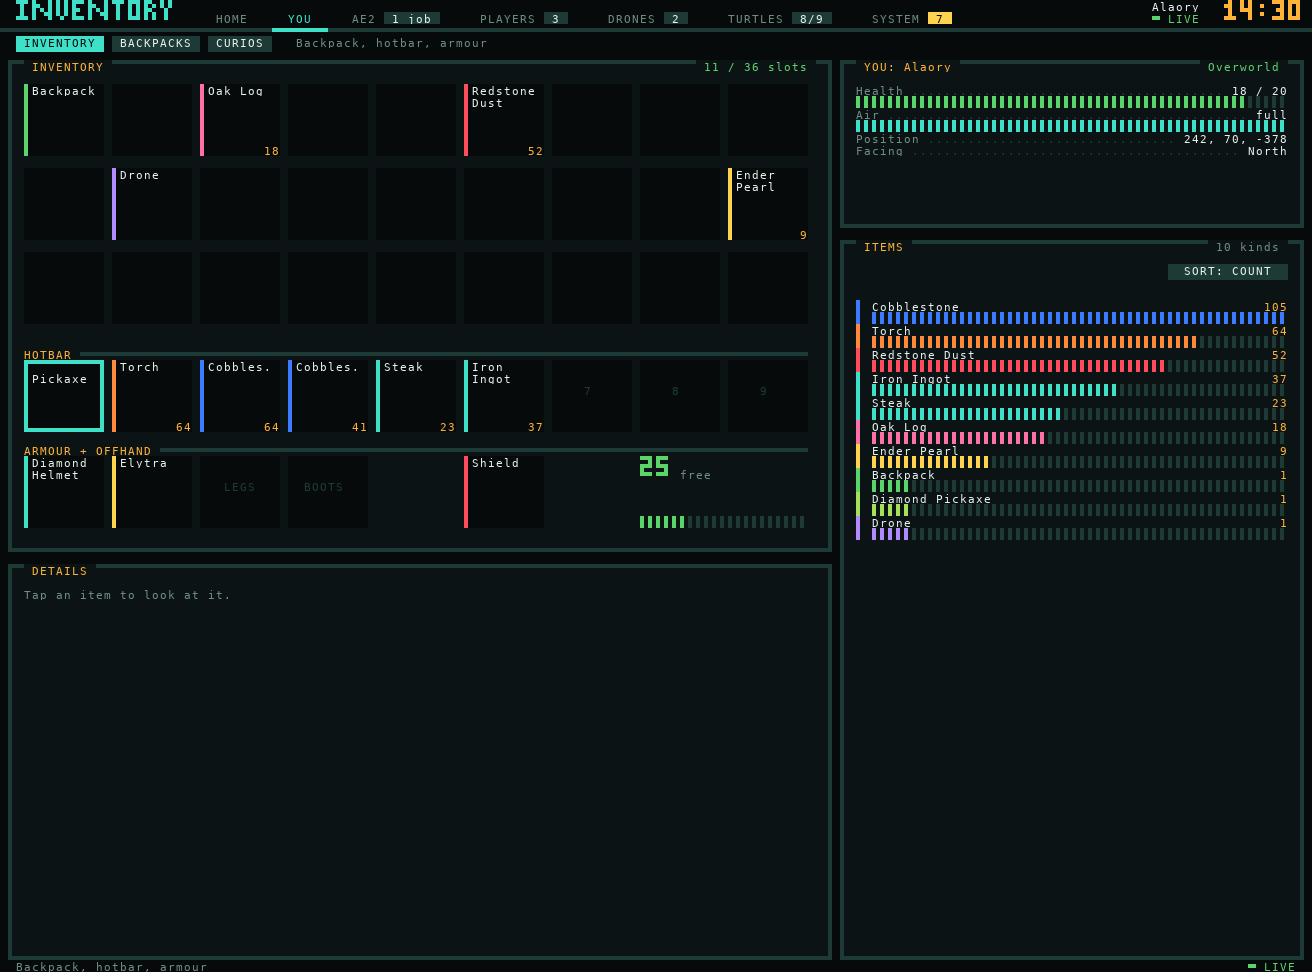 INVENTORY HOME YOU AE2 1 job PLAYERS 3 DRONES 2 TURTLES 8/9 SYSTEM 7 Alaory LIVE 14:30
INVENTORY BACKPACKS CURIOS Backpack, hotbar, armour
INVENTORY 11 / 36 slots
Backpack
Oak Log
18
Redstone
Dust
52
Drone
Ender
Pearl
9
HOTBAR
Pickaxe
Torch
64
Cobbles.
64
Cobbles.
41
Steak
23
Iron
Ingot
37
7
8
9
ARMOUR + OFFHAND
Diamond
Helmet
Elytra
LEGS
BOOTS
Shield
25 free
DETAILS
Tap an item to look at it.
YOU: Alaory Overworld
Health 18 / 20
Air full
Position 242, 70, -378
Facing North
ITEMS 10 kinds
SORT: COUNT
Cobblestone 105
Torch 64
Redstone Dust 52
Iron Ingot 37
Steak 23
Oak Log 18
Ender Pearl 9
Backpack 1
Diamond Pickaxe 1
Drone 1
Backpack, hotbar, armour LIVE